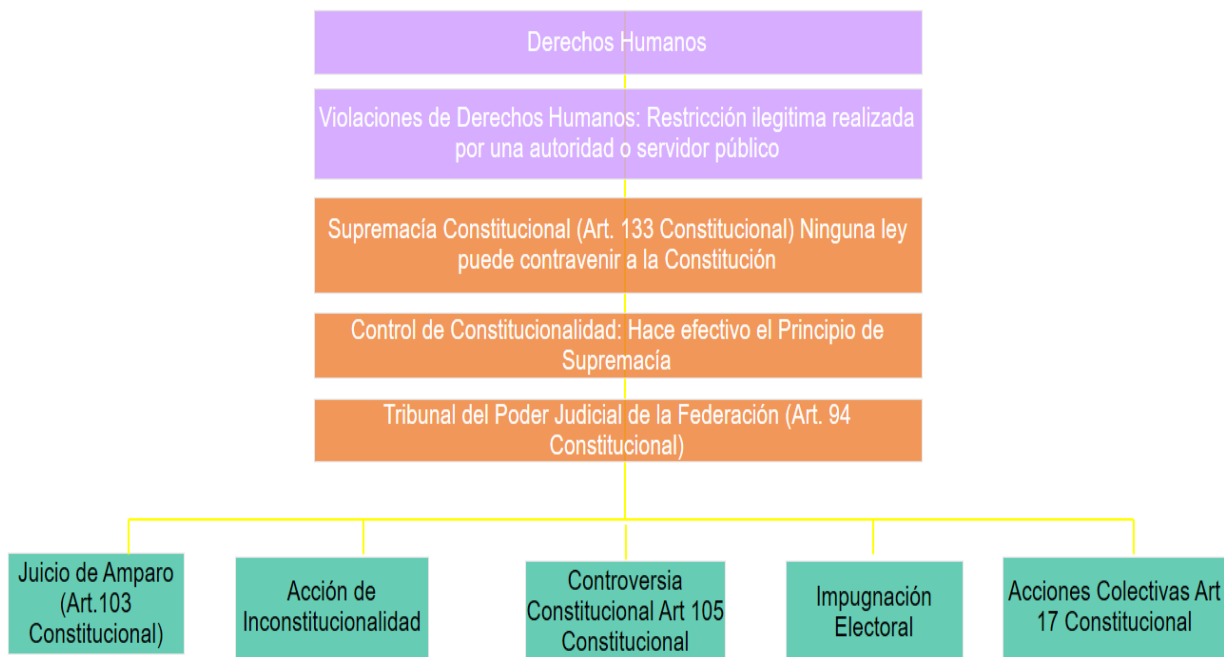 Derechos Humanos
Violaciones de Derechos Humanos: Restricción ilegitima realizada
por una autoridad o servidor público
Supremacía Constitucional (Art. 133 Constitucional) Ninguna ley
puede contravenir a la Constitución
Control de Constitucionalidad: Hace efectivo el Principio de
Supremacía
Tribunal del Poder Judicial de la Federación (Art. 94
Constitucional)
Juicio de Amparo
(Art.103
Constitucional)
Acción de
Inconstitucionalidad
Controversia
Constitucional Art 105
Constitucional
Impugnación
Electoral
Acciones Colectivas Art
17 Constitucional